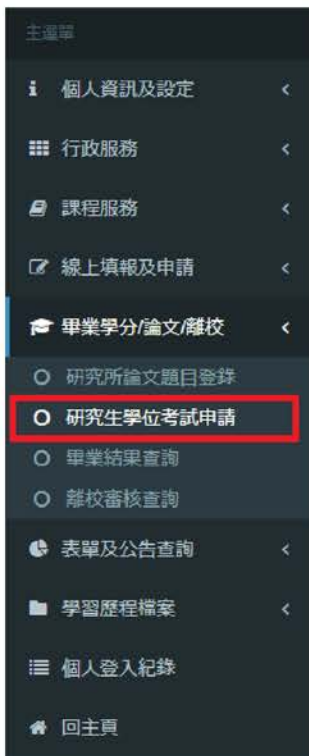 主選單
個人資訊及設定
行政服務
課程服務
線上填報及申請
畢業學分/論文/離校
研究所論文題目登錄
研究生學位考試申請
畢業結果查詢
離校審核查詢
表單及公告查詢
學習歷程檔案
個人登入紀錄
回主頁